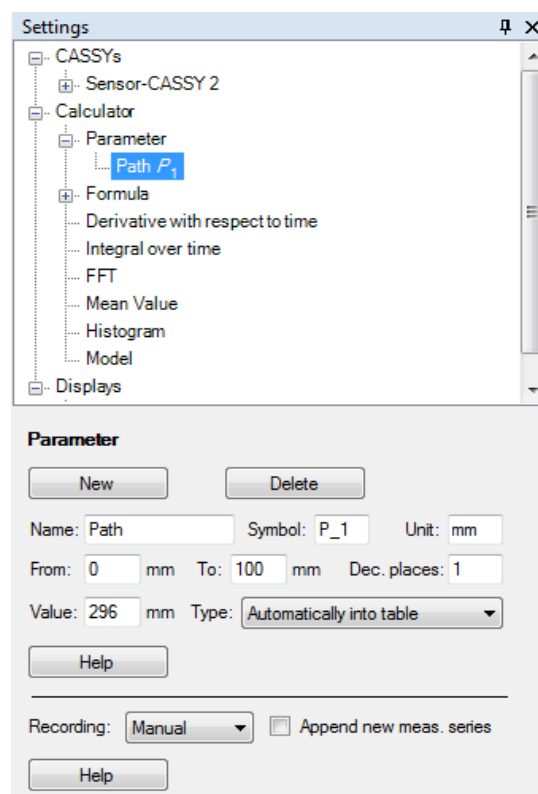 Settings
CASSYs
Sensor-CASSY 2
Calculator
Parameter
Path P₁
Formula
Derivative with respect to time
Integral over time
FFT
Mean Value
Histogram
Model
Displays
Parameter
New Delete
Name: Path Symbol: P_1 Unit: mm
From: 0 mm To: 100 mm Dec. places: 1
Value: 296 mm Type: Automatically into table
Help
Recording: Manual Append new meas. series
Help